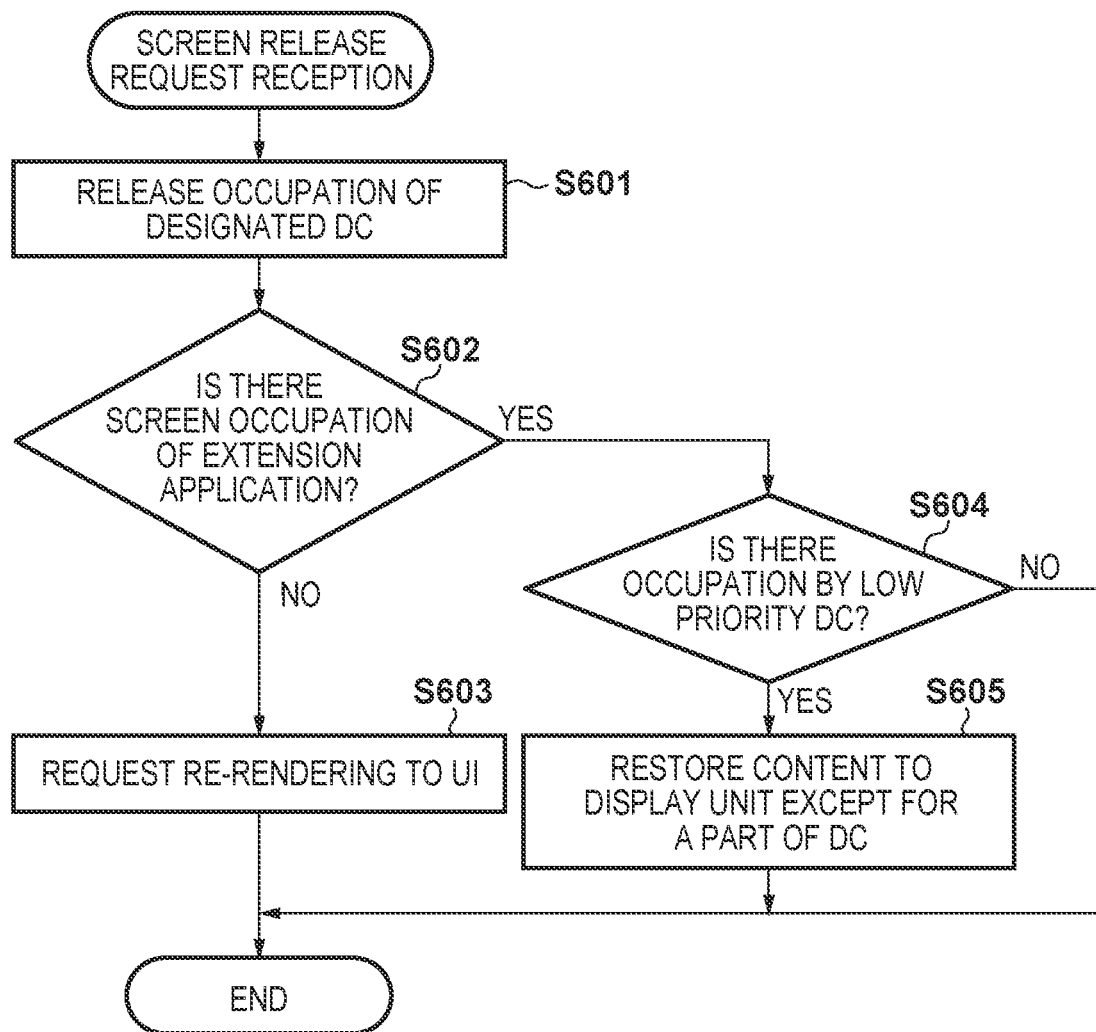 SCREEN RELEASE
REQUEST RECEPTION
RELEASE OCCUPATION OF
DESIGNATED DC
S601
S602
IS THERE
SCREEN OCCUPATION
OF EXTENSION
APPLICATION?
YES
NO
S604
IS THERE
OCCUPATION BY LOW
PRIORITY DC?
NO
YES
S603
REQUEST RE-RENDERING TO UI
S605
RESTORE CONTENT TO
DISPLAY UNIT EXCEPT FOR
A PART OF DC
END